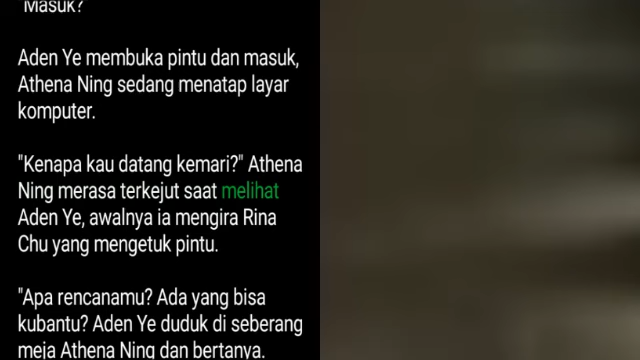 Masuk?
Aden Ye membuka pintu dan masuk,
Athena Ning sedang menatap layar
komputer.
"Kenapa kau datang kemari?" Athena
Ning merasa terkejut saat melihat
Aden Ye, awalnya ia mengira Rina
Chu yang mengetuk pintu.
"Apa rencanamu? Ada yang bisa
kubantu? Aden Ye duduk di seberang
meja Athena Ning dan bertanya.